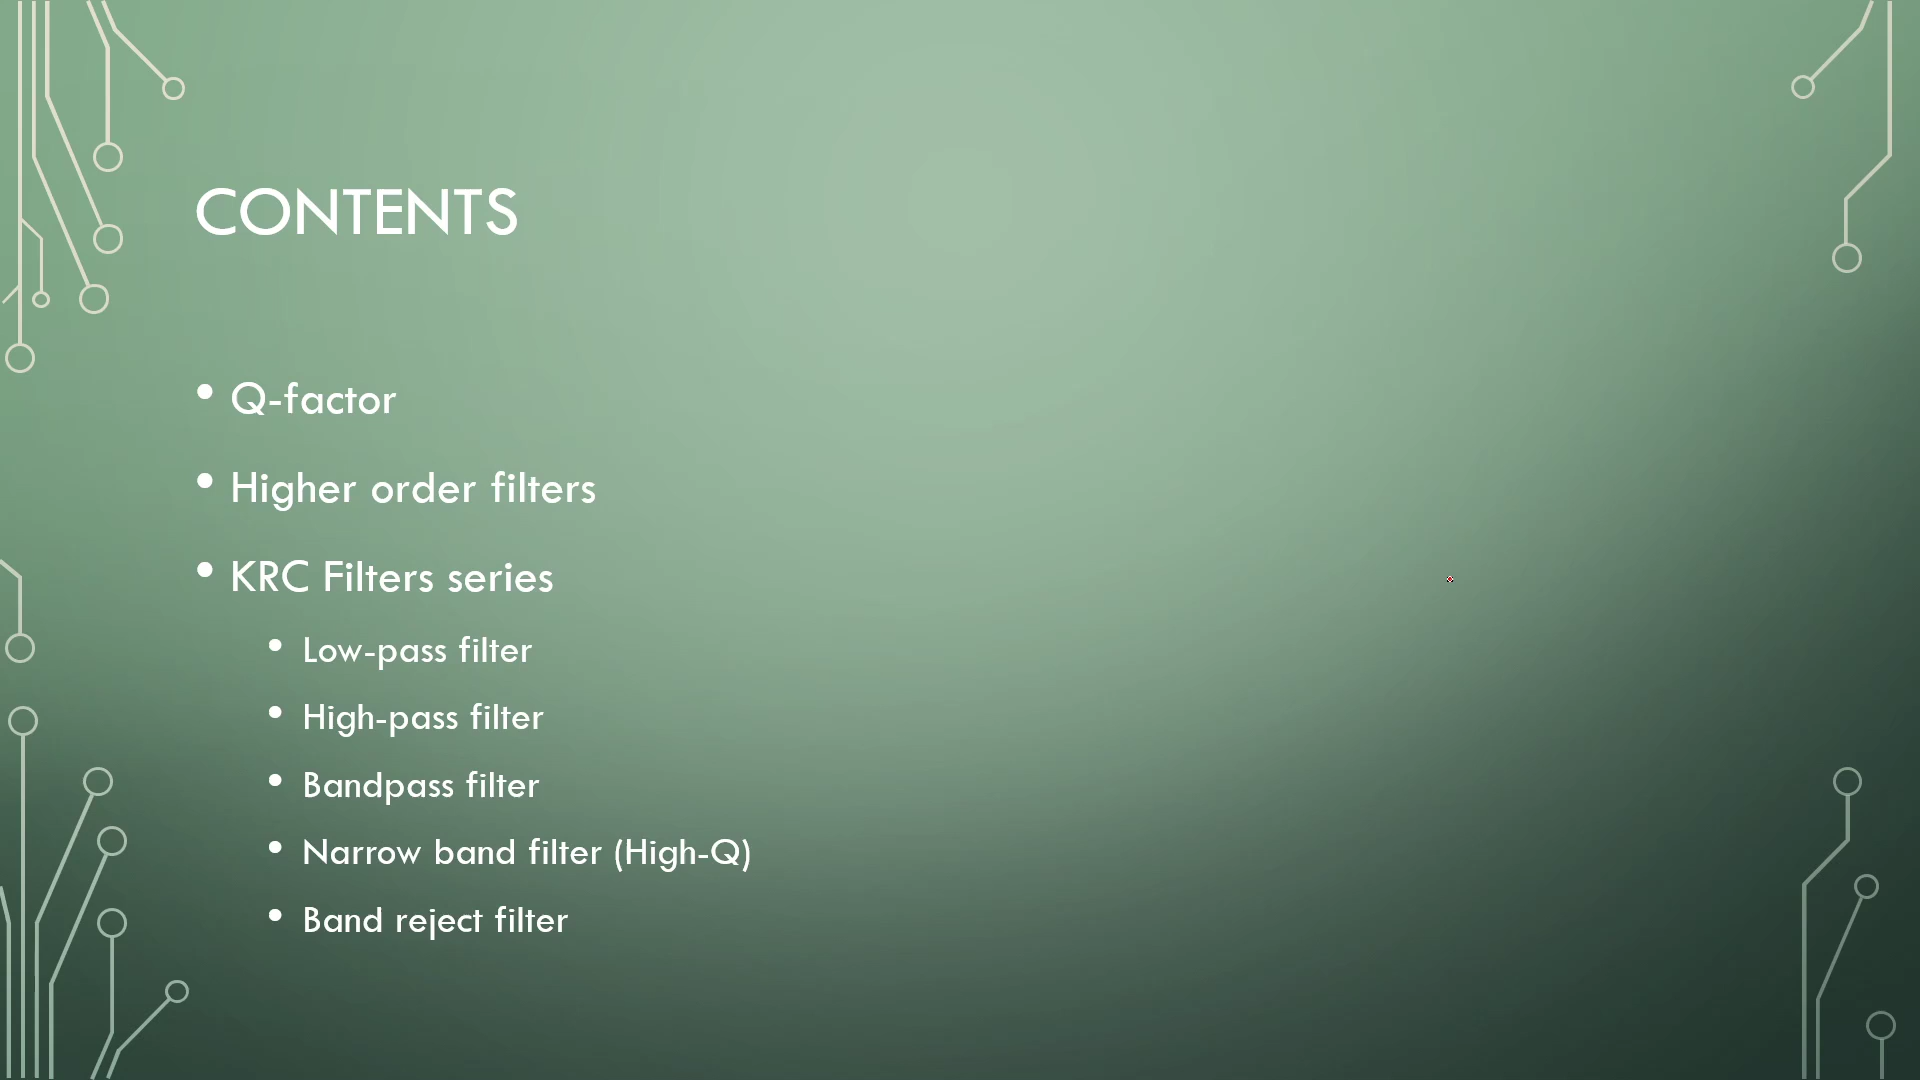 CONTENTS
• Q-factor
• Higher order filters
• KRC Filters series
• Low-pass filter
• High-pass filter
• Bandpass filter
• Narrow band filter (High-Q)
• Band reject filter